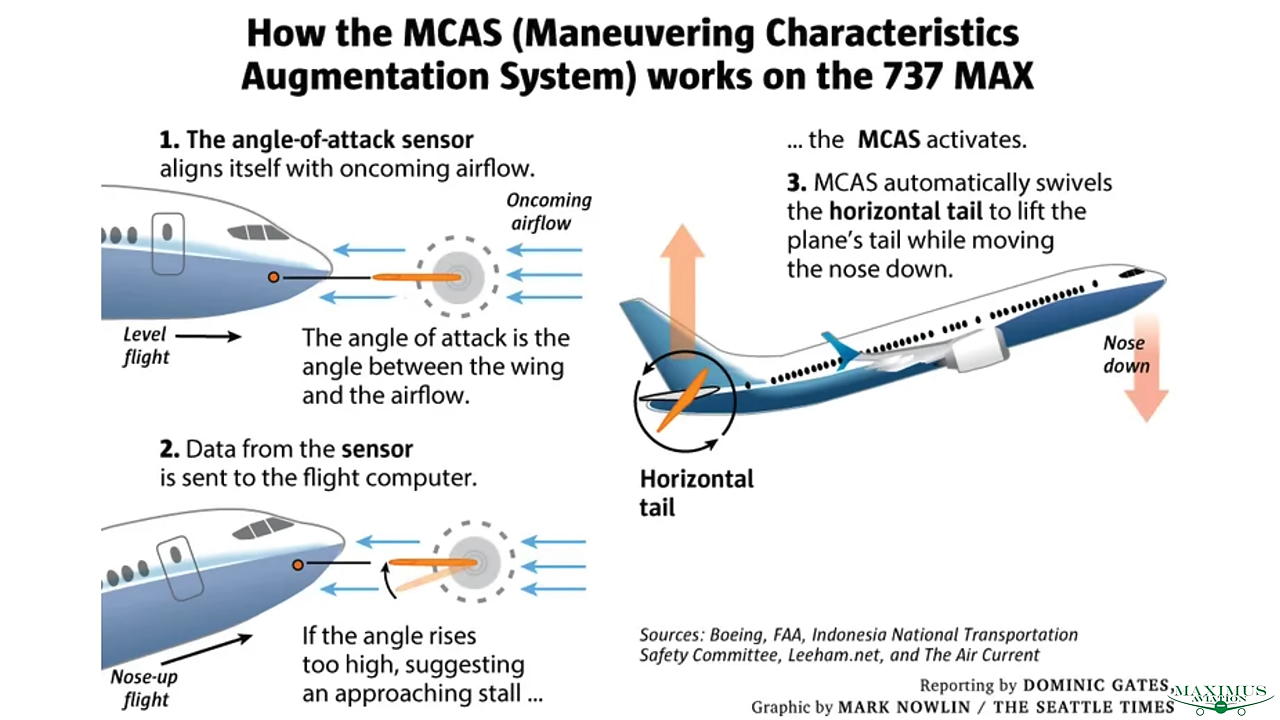 How the MCAS (Maneuvering Characteristics
Augmentation System) works on the 737 MAX
1. The angle-of-attack sensor
aligns itself with oncoming airflow.
Oncoming
airflow
Level
flight
The angle of attack is the
angle between the wing
and the airflow.
2. Data from the sensor
is sent to the flight computer.
Nose-up
flight
If the angle rises
too high, suggesting
an approaching stall ...
... the MCAS activates.
3. MCAS automatically swivels
the horizontal tail to lift the
plane's tail while moving
the nose down.
Nose
down
Horizontal
tail
Sources: Boeing, FAA, Indonesia National Transportation
Safety Committee, Leeham.net, and The Air Current
Reporting by DOMINIC GATES,
Graphic by MARK NOWLIN / THE SEATTLE TIMES
MAXIMUS
AVIATION